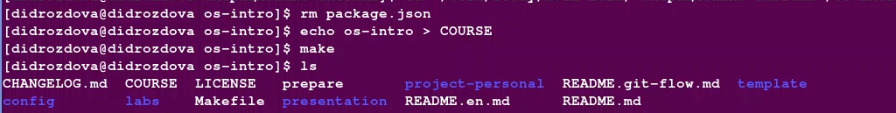 [didrozdova@didrozdova os-intro]$ rm package.json
[didrozdova@didrozdova os-intro]$ echo os-intro > COURSE
[didrozdova@didrozdova os-intro]$ make
[didrozdova@didrozdova os-intro]$ ls
CHANGELOG.md COURSE LICENSE prepare project-personal README.git-flow.md template
config labs Makefile presentation README.en.md README.md